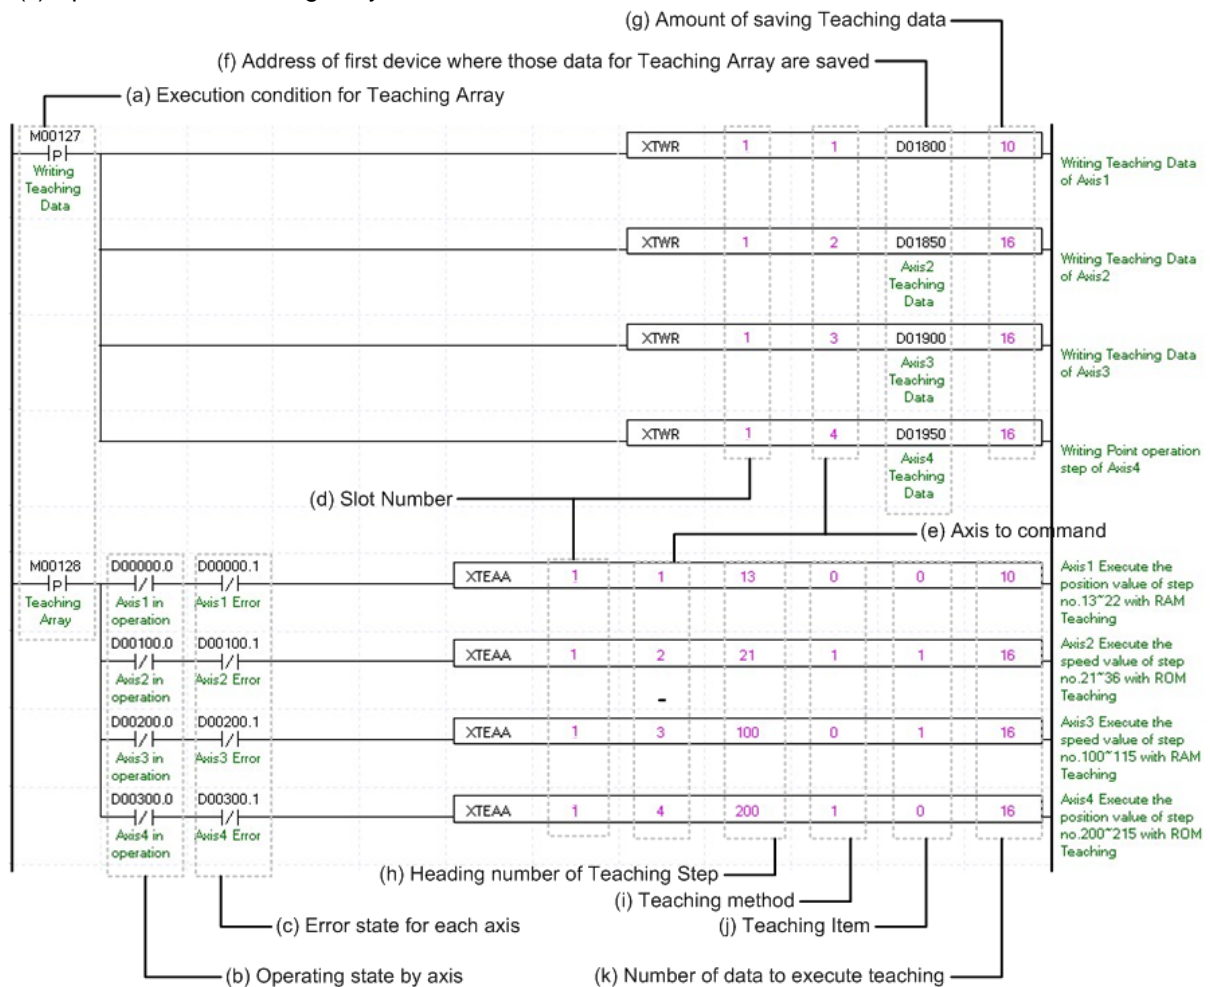 (g) Amount of saving Teaching data
(f) Address of first device where those data for Teaching Array are saved
(a) Execution condition for Teaching Array
M00127
P
Writing
Teaching
Data
XTWR 1 1 D01800 10
Writing Teaching Data
of Axis1
XTWR 1 2 D01850 16
Axis2
Teaching
Data
Writing Teaching Data
of Axis2
XTWR 1 3 D01900 16
Axis3
Teaching
Data
Writing Teaching Data
of Axis3
XTWR 1 4 D01950 16
Axis4
Teaching
Data
Writing Point operation
step of Axis4
(d) Slot Number
(e) Axis to command
M00128
P
Teaching
Array
D00000.0
Axis1 in
operation
D00000.1
Axis1 Error
XTEAA 1 1 13 0 0 10
Axis1 Execute the
position value of step
no.13~22 with RAM
Teaching
D00100.0
Axis2 in
operation
D00100.1
Axis2 Error
XTEAA 1 2 21 1 1 16
Axis2 Execute the
speed value of step
no.21~36 with ROM
Teaching
D00200.0
Axis3 in
operation
D00200.1
Axis3 Error
XTEAA 1 3 100 0 1 16
Axis3 Execute the
speed value of step
no.100~115 with RAM
Teaching
D00300.0
Axis4 in
operation
D00300.1
Axis4 Error
XTEAA 1 4 200 1 0 16
Axis4 Execute the
position value of step
no.200~215 with ROM
Teaching
(h) Heading number of Teaching Step
(i) Teaching method
(c) Error state for each axis
(j) Teaching Item
(b) Operating state by axis
(k) Number of data to execute teaching